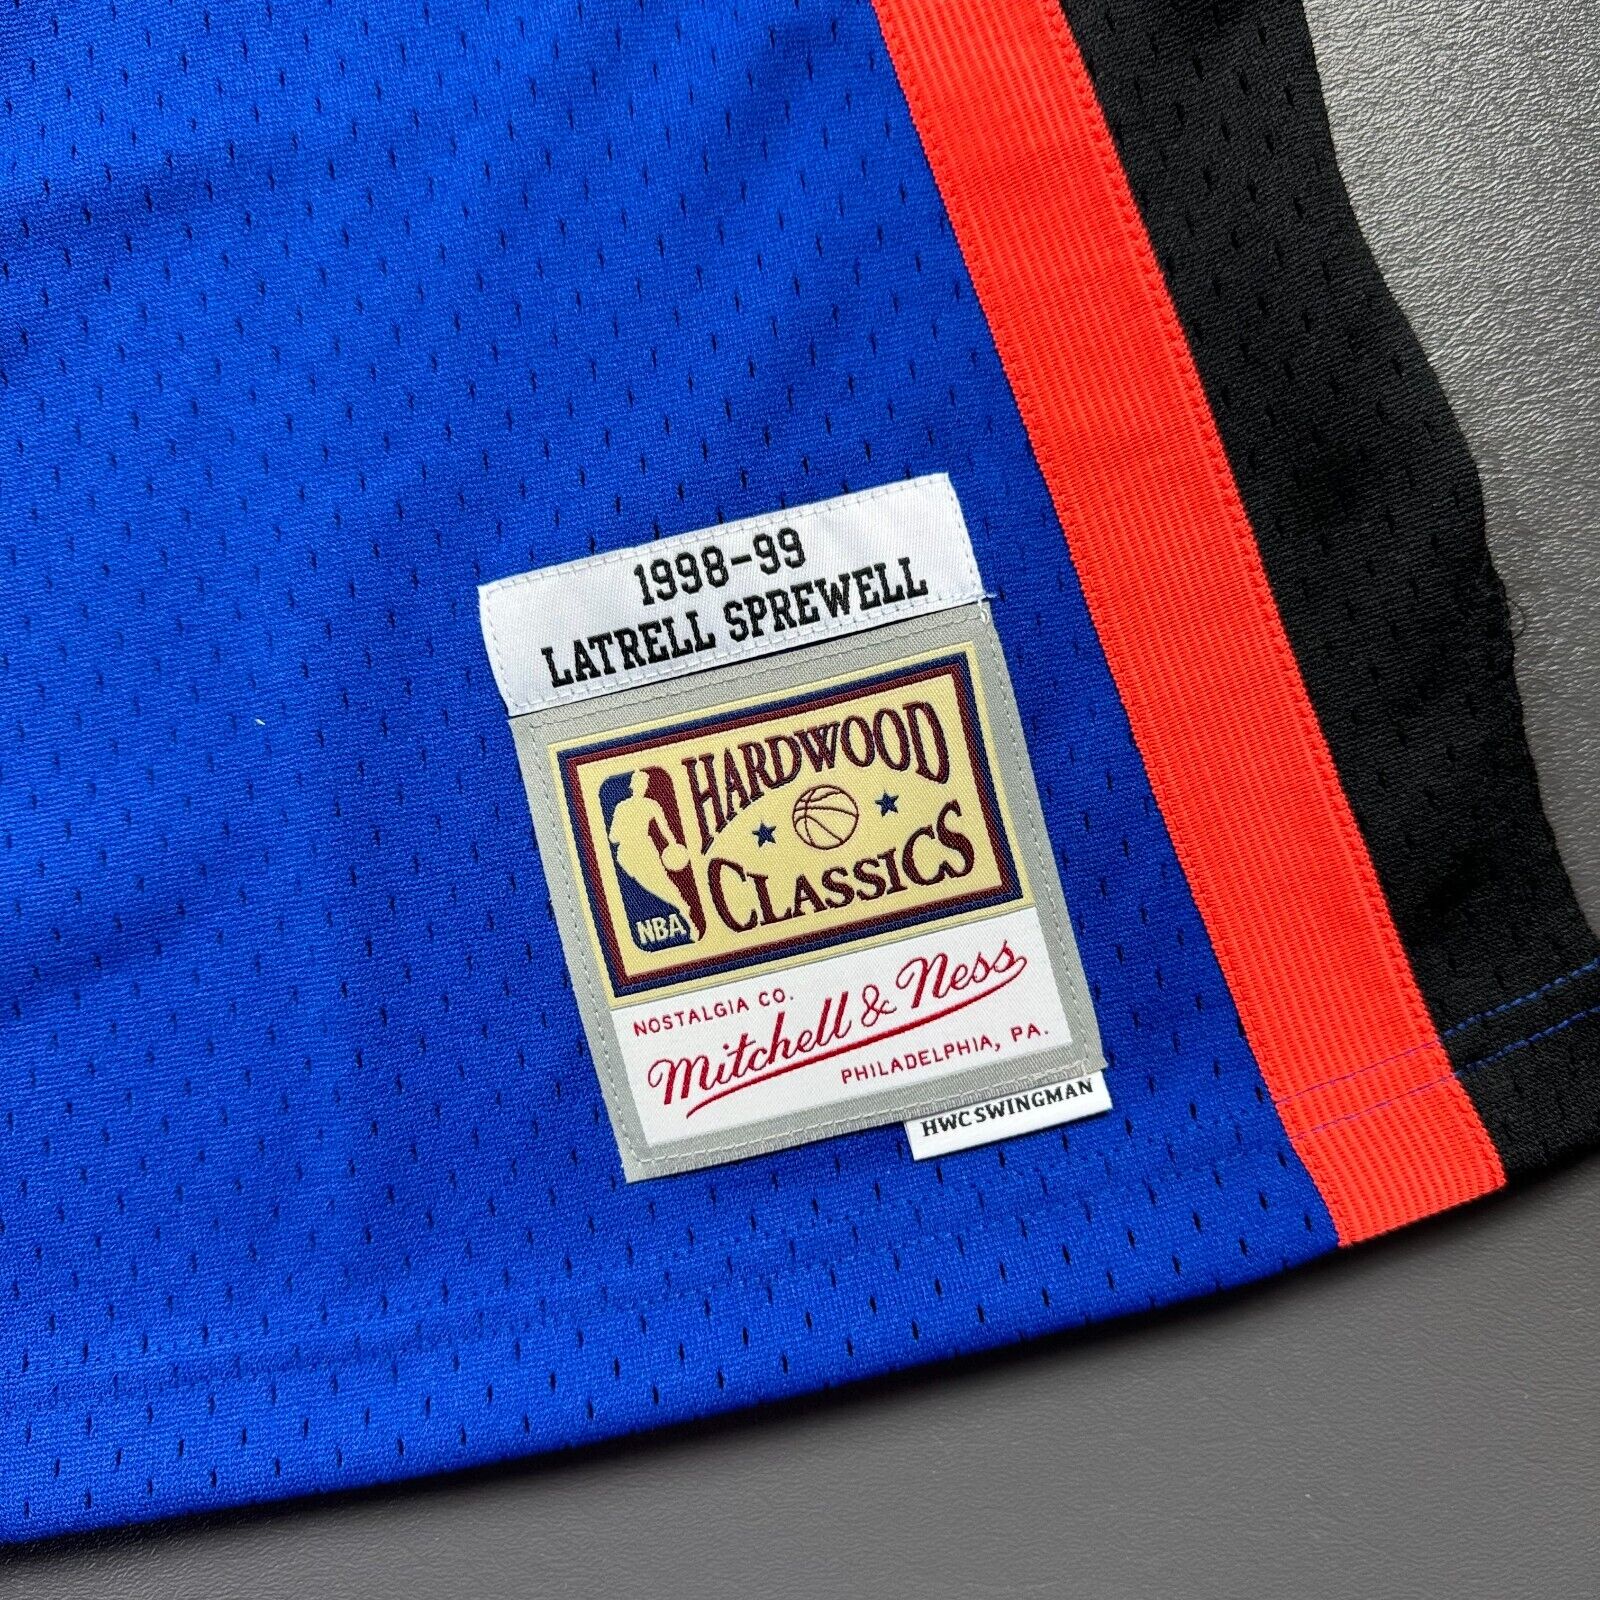 1998-99
LATRELL SPREWELL
HARDWOOD
CLASSICS
NBA
NOSTALGIA CO.
Mitchell & Ness
PHILADELPHIA, PA.
HWC SWINGMAN